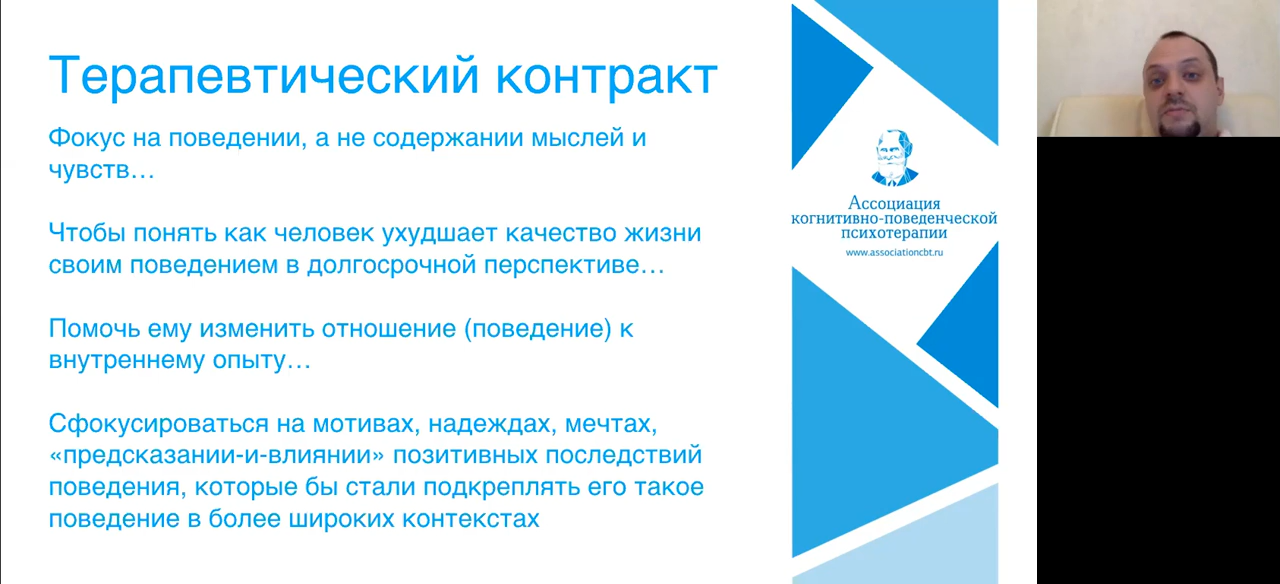 Терапевтический контракт
Фокус на поведении, а не содержании мыслей и
чувств…
Чтобы понять как человек ухудшает качество жизни
своим поведением в долгосрочной перспективе…
Помочь ему изменить отношение (поведение) к
внутреннему опыту…
Сфокусироваться на мотивах, надеждах, мечтах,
«предсказании-и-влиянии» позитивных последствий
поведения, которые бы стали подкреплять его такое
поведение в более широких контекстах
Ассоциация
когнитивно-поведенческой
психотерапии
www.associationcbt.ru